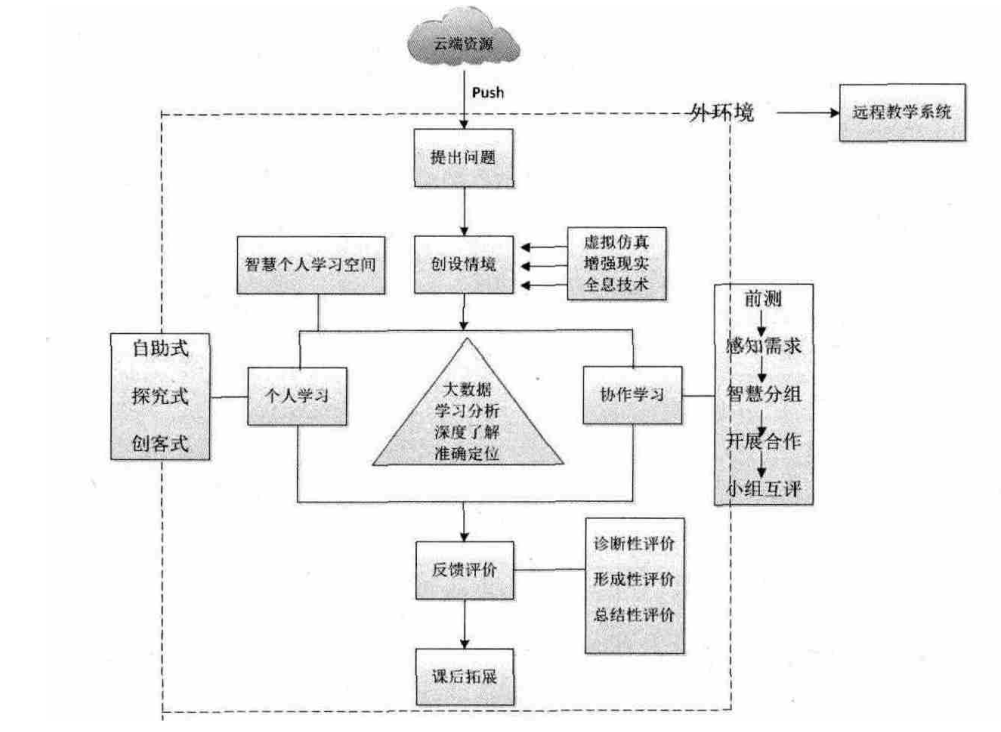 云端资源
Push
外环境
远程教学系统
提出问题
智慧个人学习空间
创设情境
虚拟仿真
增强现实
全息技术
自助式
探究式
创客式
个人学习
大数据
学习分析
深度了解
准确定位
协作学习
前测
感知需求
智慧分组
开展合作
小组互评
反馈评价
诊断性评价
形成性评价
总结性评价
课后拓展